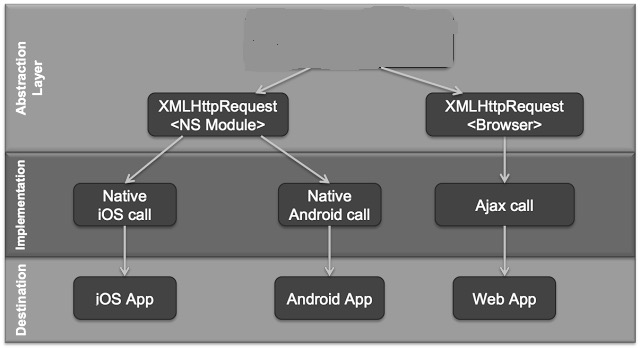 Abstraction
Layer
XMLHttpRequest
<NS Module>
XMLHttpRequest
<Browser>
Implementation
Native
iOS call
Native
Android call
Ajax call
Destination
iOS App
Android App
Web App